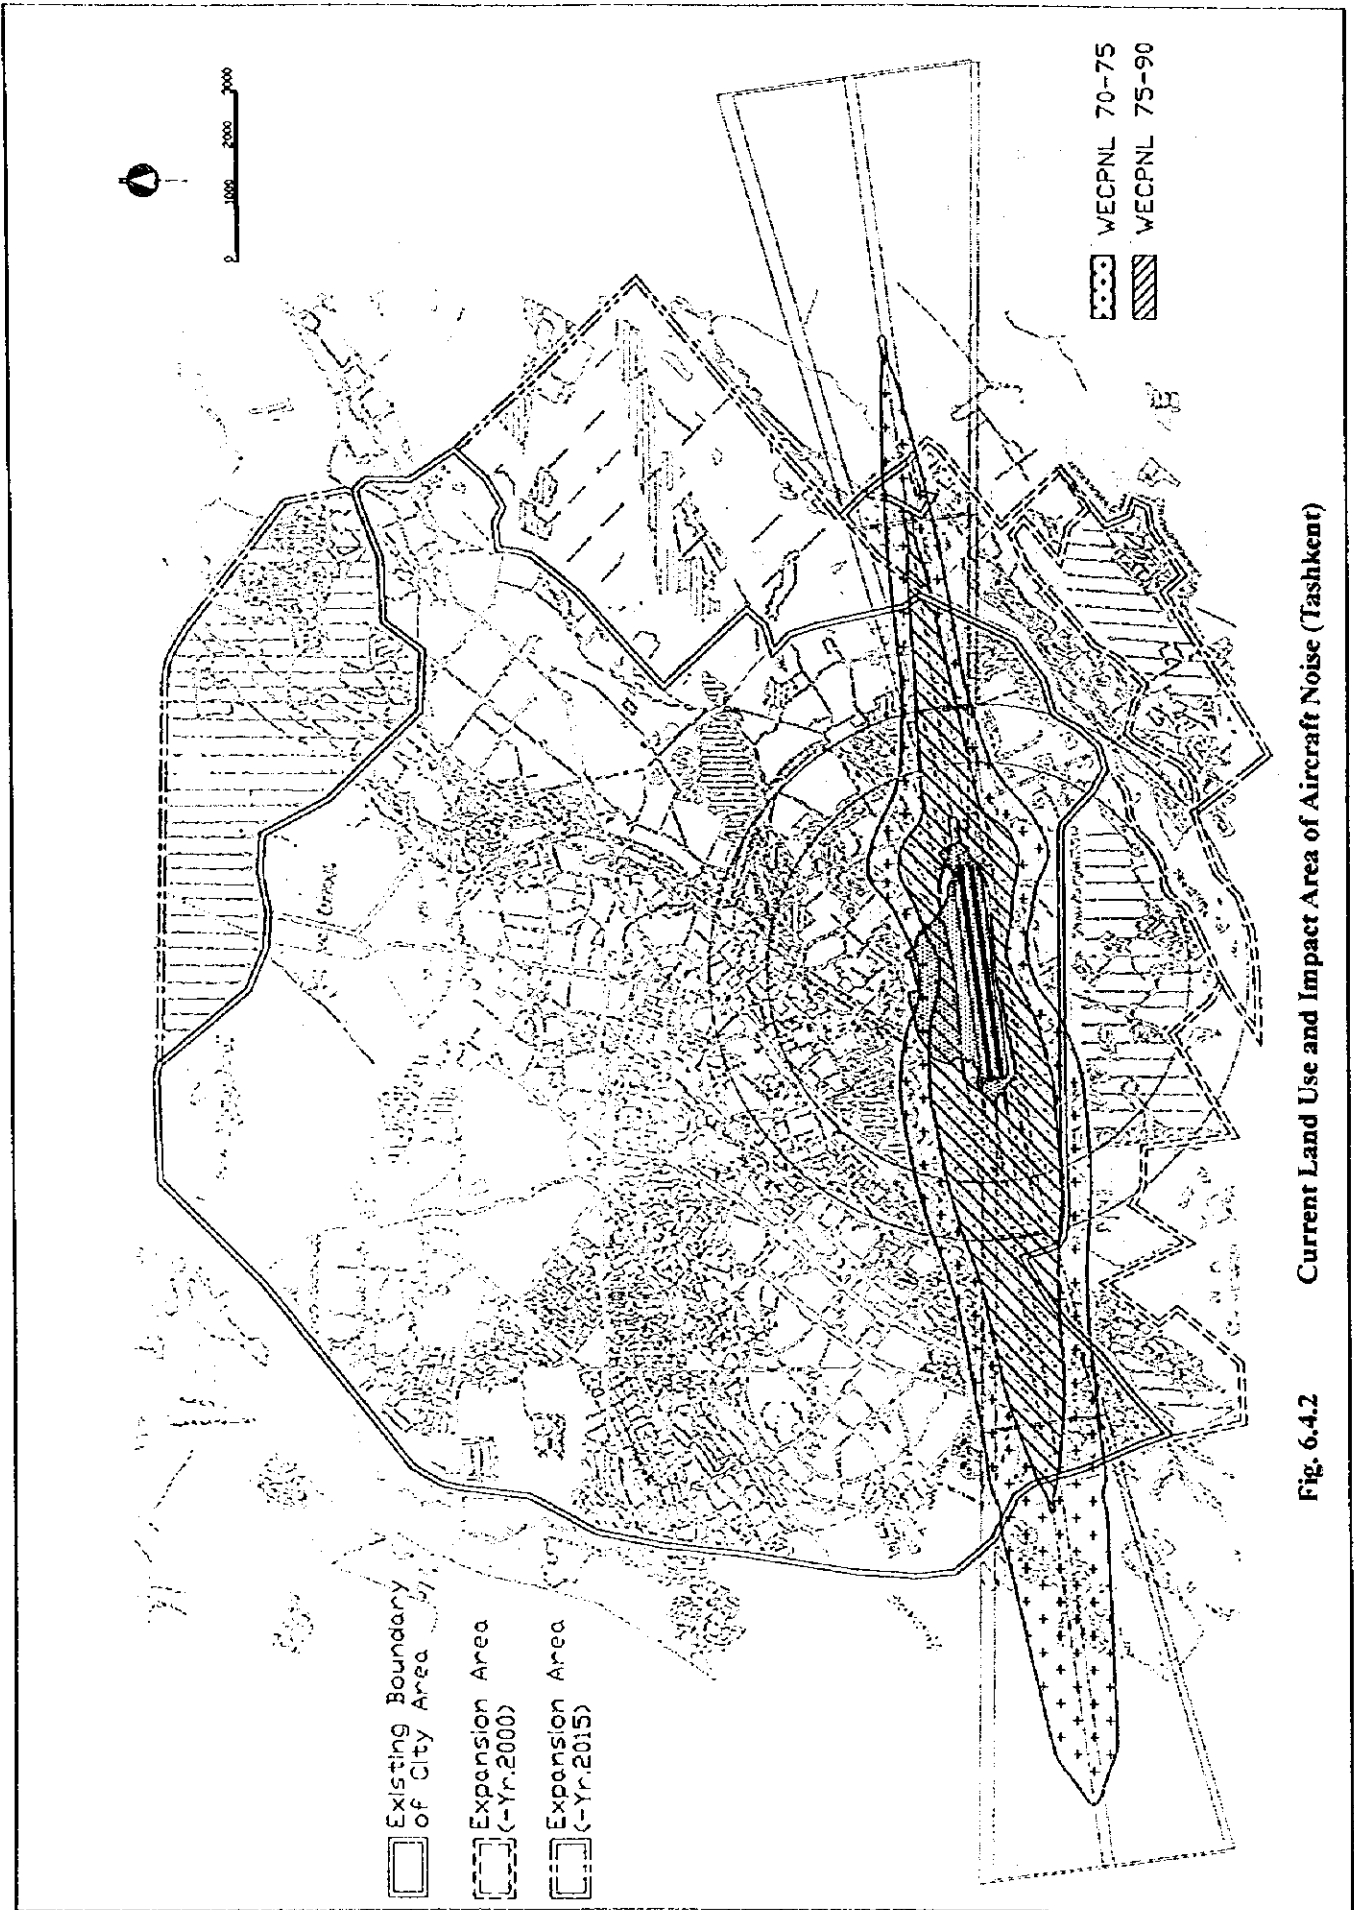 0 1000 2000 3000
Existing Boundary
of City Area
Expansion Area
(-Yr.2000)
Expansion Area
(-Yr.2015)
WECPNL 70-75
WECPNL 75-90
Fig. 6.4.2 Current Land Use and Impact Area of Aircraft Noise (Tashkent)